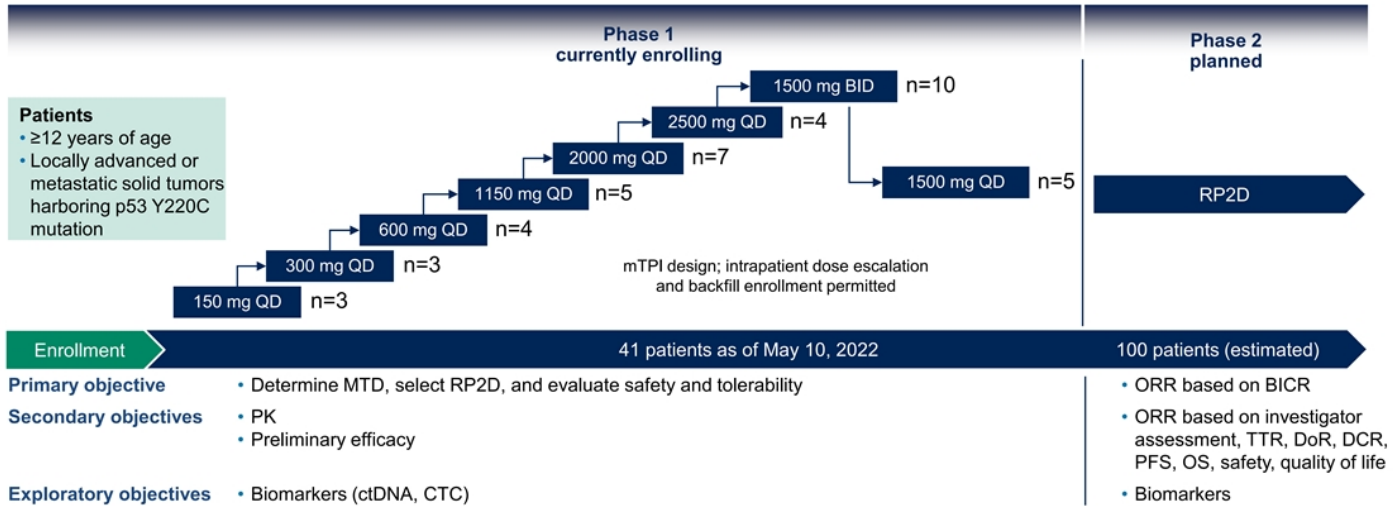 Phase 1
currently enrolling
Phase 2
planned
Patients
• ≥12 years of age
• Locally advanced or
metastatic solid tumors
harboring p53 Y220C
mutation
1500 mg BID n=10
2500 mg QD n=4
2000 mg QD n=7
1500 mg QD n=5
1150 mg QD n=5
600 mg QD n=4
300 mg QD n=3
150 mg QD n=3
mTPI design; intrapatient dose escalation
and backfill enrollment permitted
RP2D
Enrollment
41 patients as of May 10, 2022
100 patients (estimated)
Primary objective
• Determine MTD, select RP2D, and evaluate safety and tolerability
• ORR based on BICR
Secondary objectives
• PK
• Preliminary efficacy
• ORR based on investigator
assessment, TTR, DoR, DCR,
PFS, OS, safety, quality of life
Exploratory objectives
• Biomarkers (ctDNA, CTC)
• Biomarkers